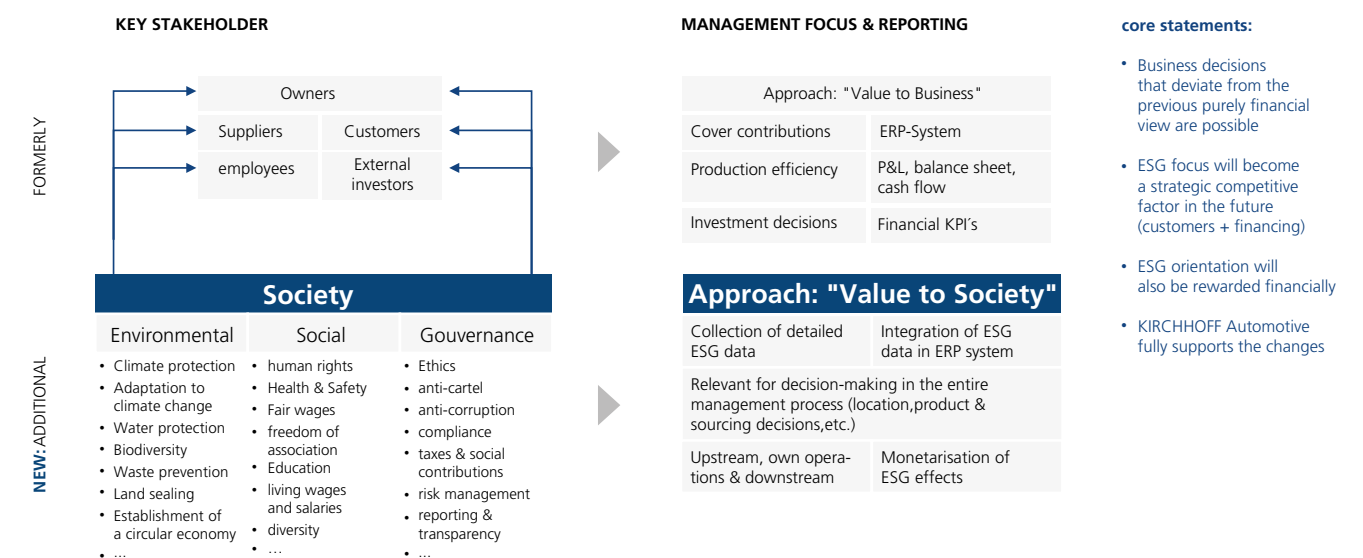 KEY STAKEHOLDER
MANAGEMENT FOCUS & REPORTING
core statements:
FORMERLY
Owners
Suppliers
Customers
employees
External
investors
Approach: "Value to Business"
Cover contributions
ERP-System
Production efficiency
P&L, balance sheet,
cash flow
Investment decisions
Financial KPI´s
• Business decisions
that deviate from the
previous purely financial
view are possible
• ESG focus will become
a strategic competitive
factor in the future
(customers + financing)
• ESG orientation will
also be rewarded financially
• KIRCHHOFF Automotive
fully supports the changes
NEW: ADDITIONAL
Society
Environmental
• Climate protection
• Adaptation to
climate change
• Water protection
• Biodiversity
• Waste prevention
• Land sealing
• Establishment of
a circular economy
• ...
Social
• human rights
• Health & Safety
• Fair wages
• freedom of
association
• Education
• living wages
and salaries
• diversity
• ...
Gouvernance
• Ethics
• anti-cartel
• anti-corruption
• compliance
• taxes & social
contributions
• risk management
• reporting &
transparency
• ...
Approach: "Value to Society"
Collection of detailed
ESG data
Integration of ESG
data in ERP system
Relevant for decision-making in the entire
management process (location,product &
sourcing decisions,etc.)
Upstream, own opera-
tions & downstream
Monetarisation of
ESG effects